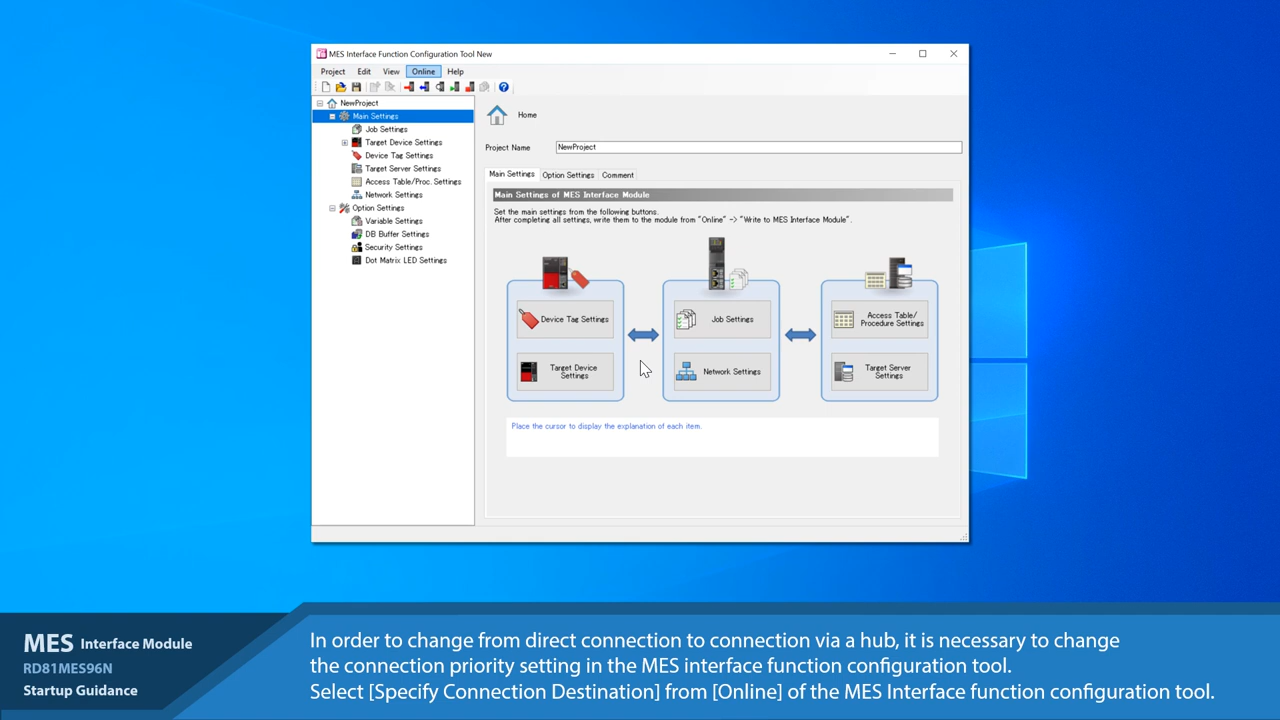 MES Interface Function Configuration Tool New
Project Edit View Online Help
NewProject
Main Settings
Job Settings
Target Device Settings
Device Tag Settings
Target Server Settings
Access Table/Proc. Settings
Network Settings
Option Settings
Variable Settings
DB Buffer Settings
Security Settings
Dot Matrix LED Settings
Home
Project Name NewProject
Main Settings Option Settings Comment
Main Settings of MES Interface Module
Set the main settings from the following buttons.
After completing all settings, write them to the module from "Online" -> "Write to MES Interface Module".
Device Tag Settings
Target Device
Settings
Job Settings
Network Settings
Access Table/
Procedure Settings
Target Server
Settings
Place the cursor to display the explanation of each item.
MES Interface Module
RD81MES96N
Startup Guidance
In order to change from direct connection to connection via a hub, it is necessary to change
the connection priority setting in the MES interface function configuration tool.
Select [Specify Connection Destination] from [Online] of the MES Interface function configuration tool.